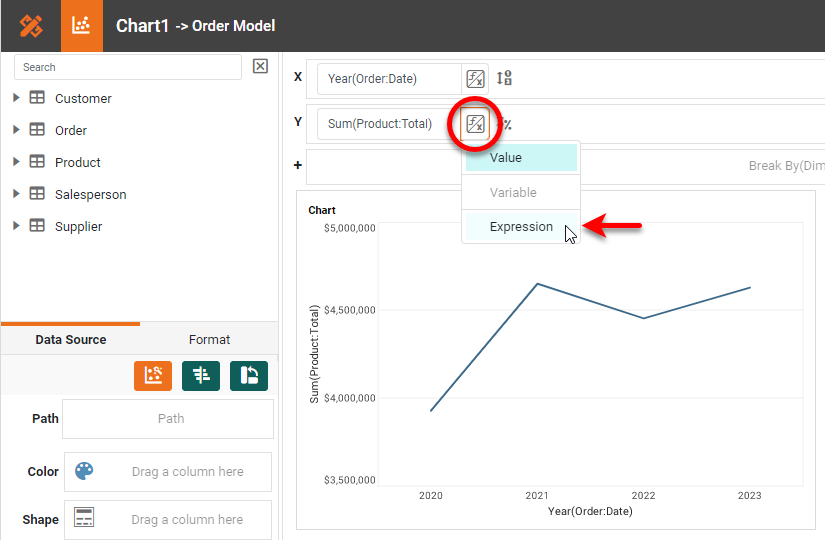 Chart1 -> Order Model
Search
Customer
Order
Product
Salesperson
Supplier
Data Source
Format
Path
Path
Color
Drag a column here
Shape
Drag a column here
X
Year(Order:Date)
Y
Sum(Product:Total)
Value
Variable
Expression
+
Break By(Dim
Chart
$5,000,000
$4,500,000
$4,000,000
$3,500,000
Sum(Product:Total)
2020 2021 2022 2023
Year(Order:Date)